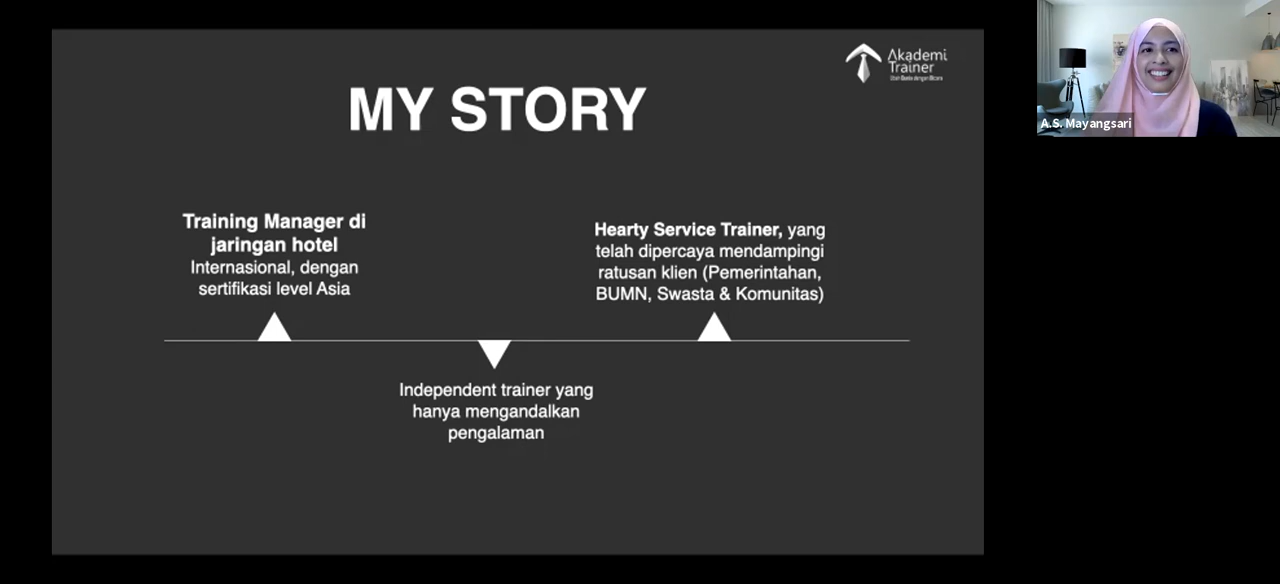 Akademi
Trainer
MY STORY
Training Manager di
jaringan hotel
Internasional, dengan
sertifikasi level Asia
Hearty Service Trainer, yang
telah dipercaya mendampingi
ratusan klien (Pemerintahan,
BUMN, Swasta & Komunitas)
Independent trainer yang
hanya mengandalkan
pengalaman
A.S. Mayangsari